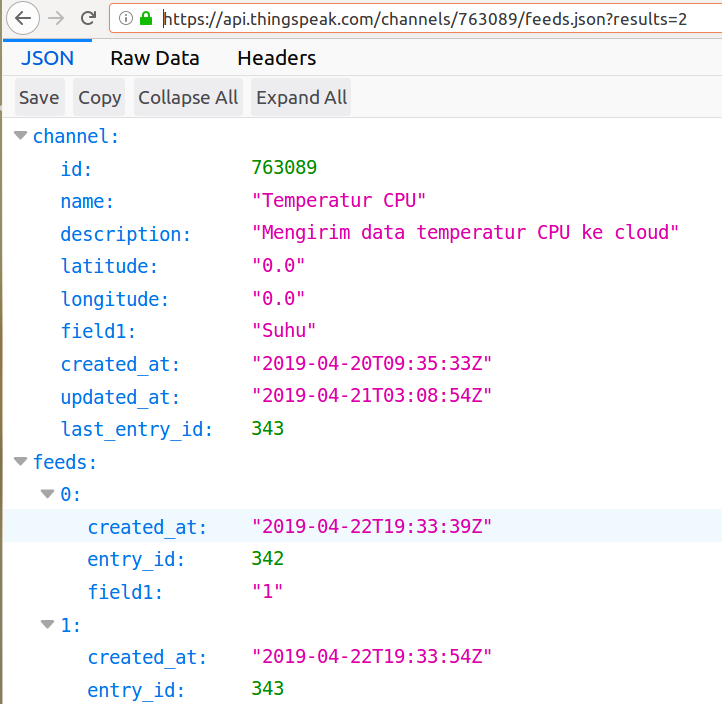 https://api.thingspeak.com/channels/763089/feeds.json?results=2
JSON Raw Data Headers
Save Copy Collapse All Expand All
channel:
id: 763089
name: "Temperatur CPU"
description: "Mengirim data temperatur CPU ke cloud"
latitude: "0.0"
longitude: "0.0"
field1: "Suhu"
created_at: "2019-04-20T09:35:33Z"
updated_at: "2019-04-21T03:08:54Z"
last_entry_id: 343
feeds:
0:
created_at: "2019-04-22T19:33:39Z"
entry_id: 342
field1: "1"
1:
created_at: "2019-04-22T19:33:54Z"
entry_id: 343